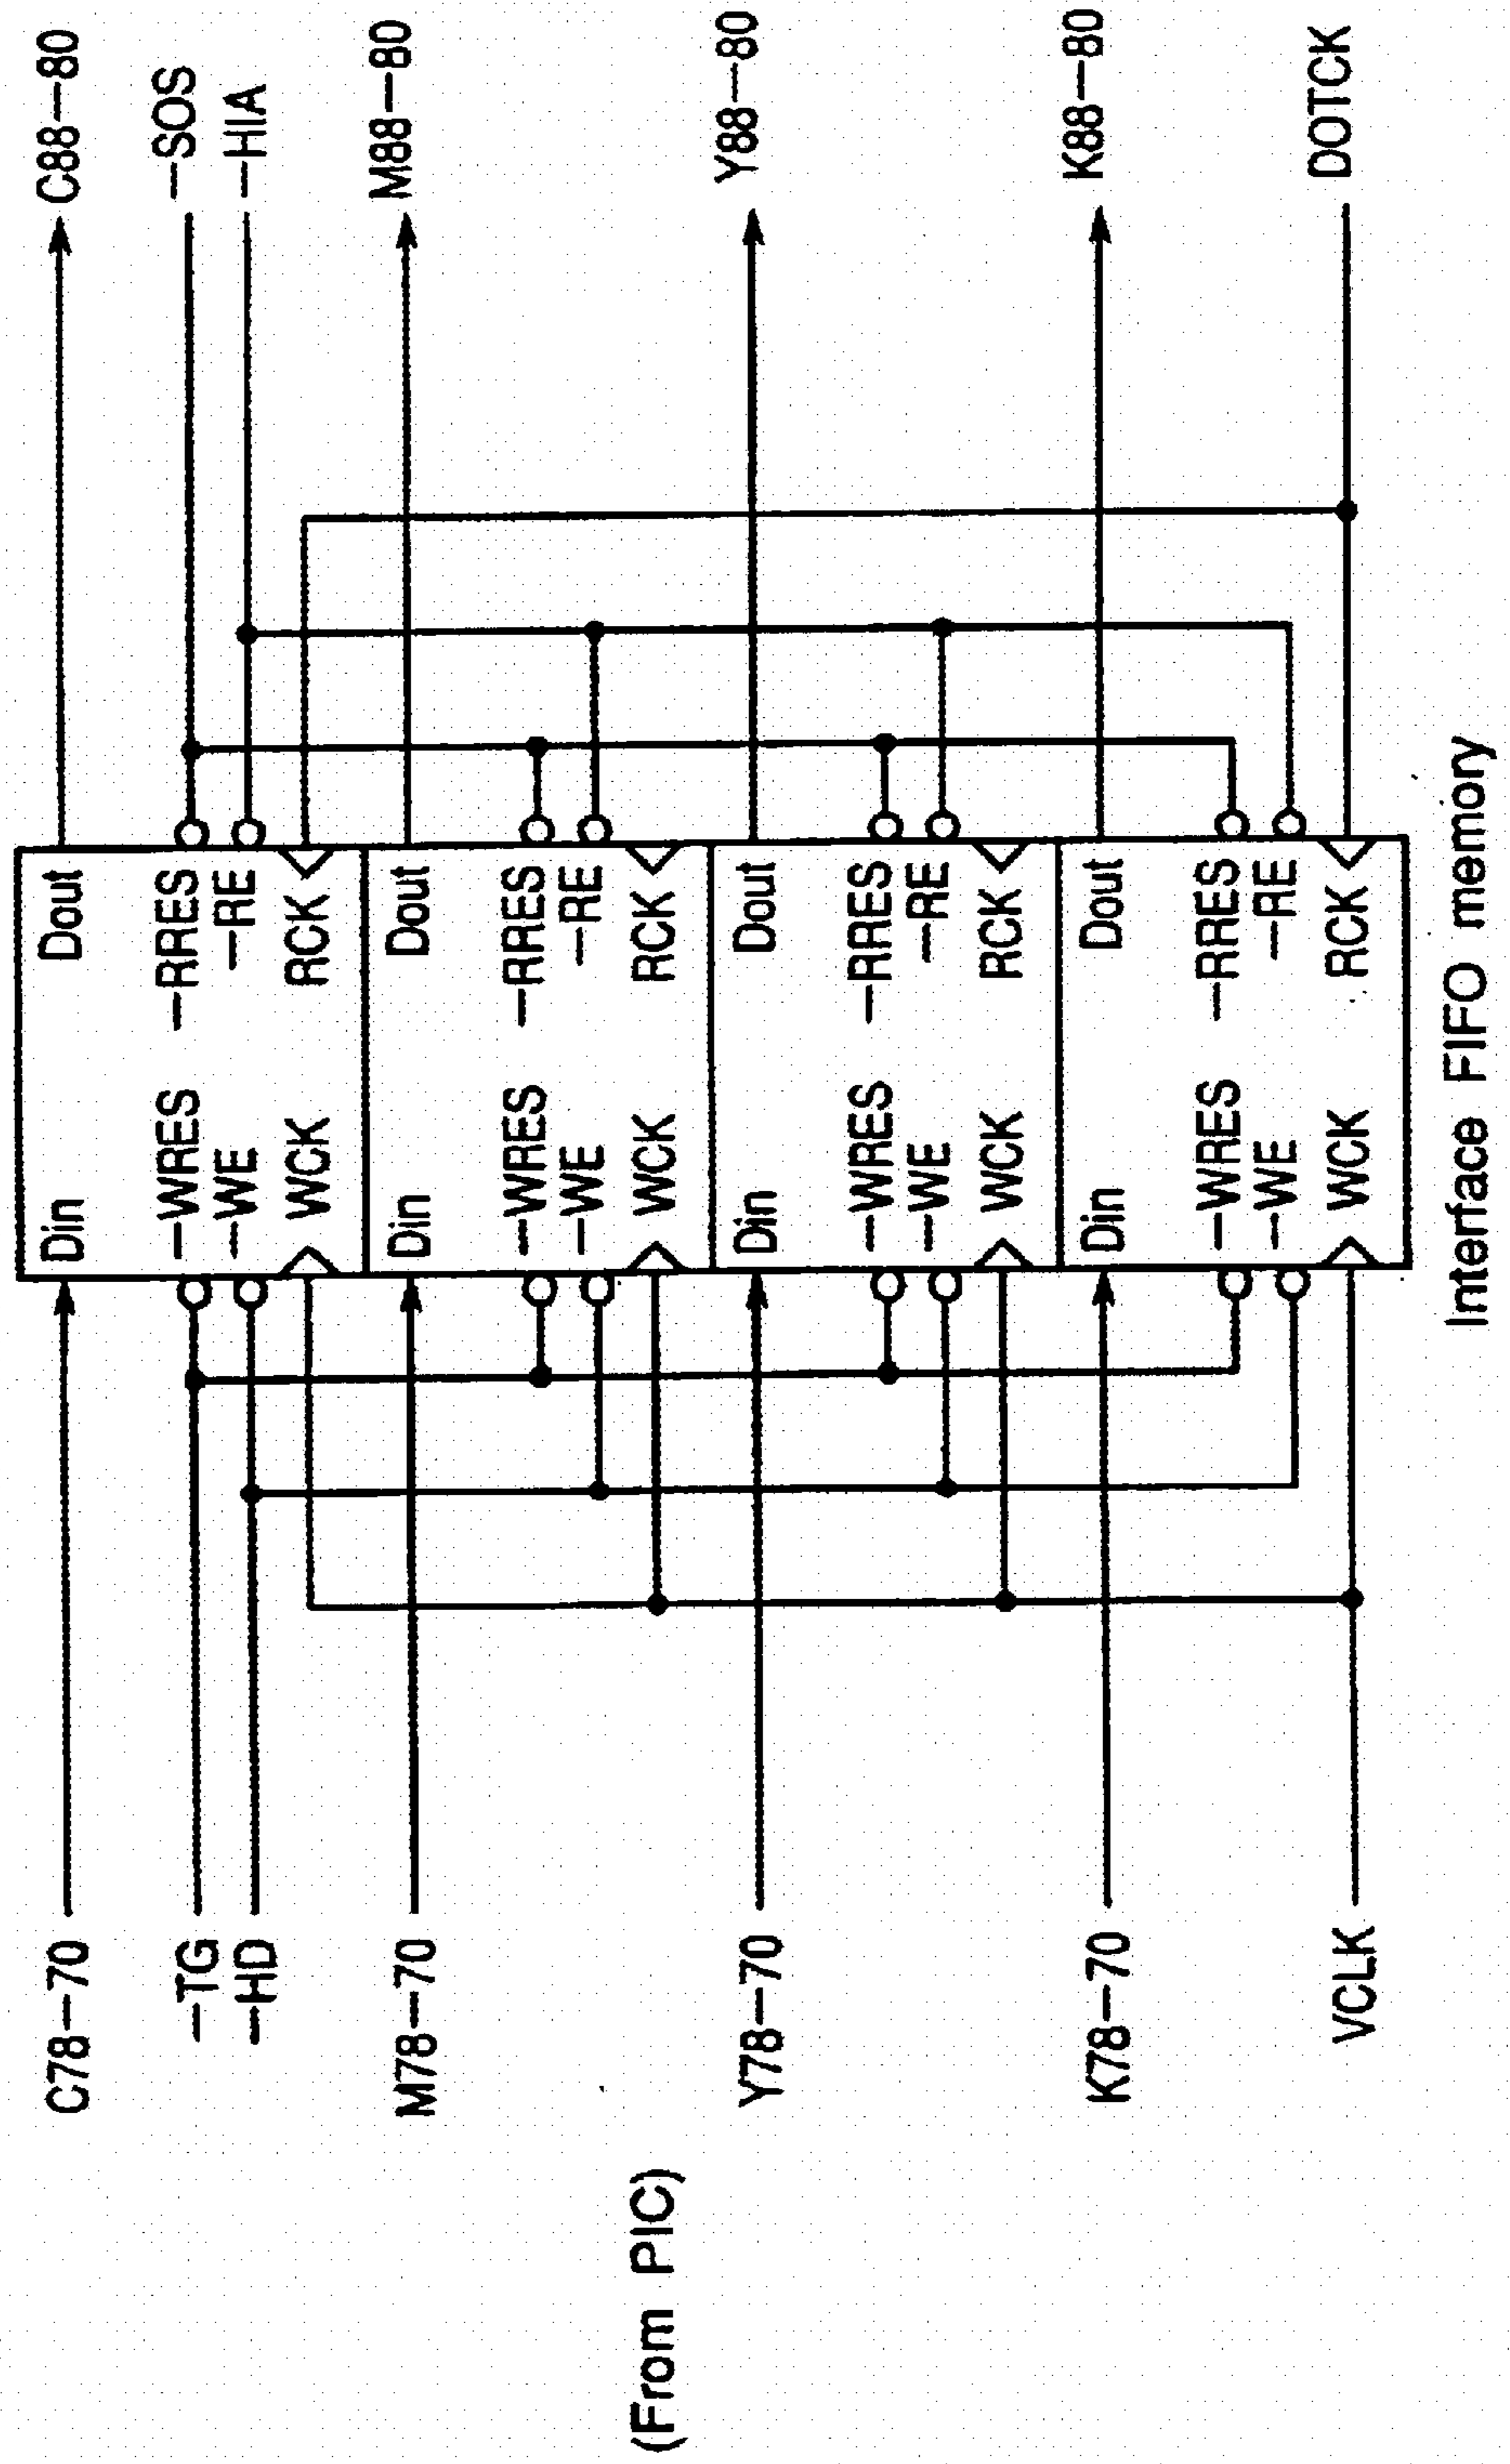 C78–70 Din Dout C88–80
–TG –WRES –RRES –SOS
–HD –WE –RE –HIA
WCK RCK
M78–70 Din Dout M88–80
–WRES –RRES
–WE –RE
(From PIC) WCK RCK
Y78–70 Din Dout Y88–80
–WRES –RRES
–WE –RE
WCK RCK
K78–70 Din Dout K88–80
–WRES –RRES
–WE –RE
VCLK WCK RCK DOTCK
Interface FIFO memory